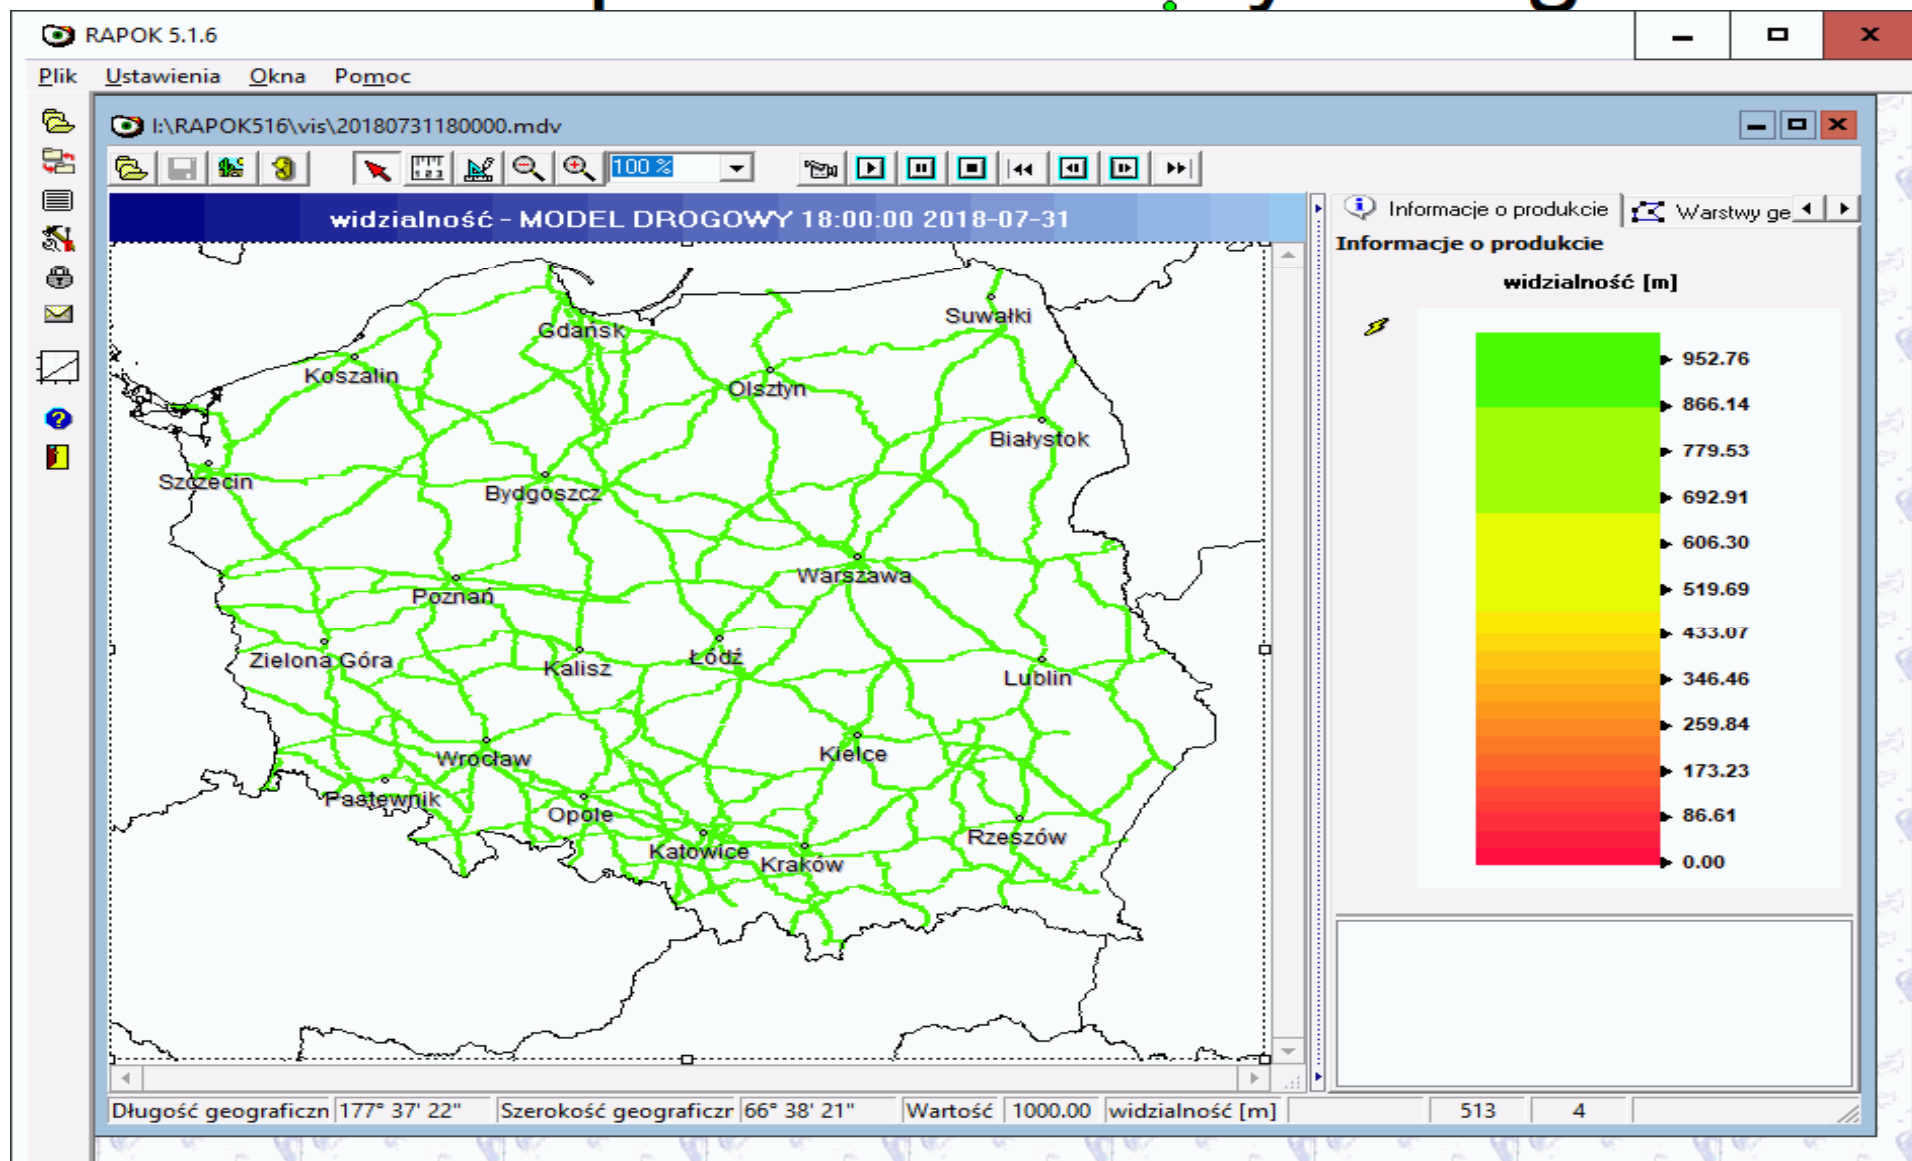 RAPOK 5.1.6
Plik Ustawienia Okna Pomoc
I:\RAPOK516\vis\20180731180000.mdv
100 %
widzialność - MODEL DROGOWY 18:00:00 2018-07-31
Informacje o produkcie Warstwy ge
Informacje o produkcie
widzialność [m]
952.76
866.14
779.53
692.91
606.30
519.69
433.07
346.46
259.84
173.23
86.61
0.00
Gdańsk
Suwałki
Koszalin
Olsztyn
Białystok
Szczecin
Bydgoszcz
Warszawa
Poznań
Zielona Góra
Kalisz
Łódź
Lublin
Wrocław
Kielce
Pastewnik
Opole
Katowice
Kraków
Rzeszów
Długość geograficzn 177° 37' 22" Szerokość geograficzr 66° 38' 21" Wartość 1000.00 widzialność [m] 513 4